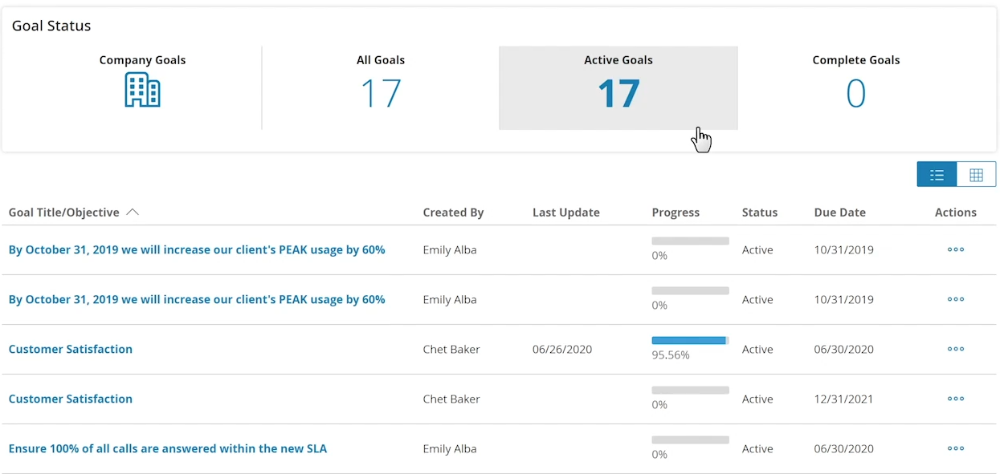 Goal Status
Company Goals
All Goals
17
Active Goals
17
Complete Goals
0
Goal Title/Objective Created By Last Update Progress Status Due Date Actions
By October 31, 2019 we will increase our client's PEAK usage by 60% Emily Alba 0% Active 10/31/2019
By October 31, 2019 we will increase our client's PEAK usage by 60% Emily Alba 0% Active 10/31/2019
Customer Satisfaction Chet Baker 06/26/2020 95.56% Active 06/30/2020
Customer Satisfaction Chet Baker 0% Active 12/31/2021
Ensure 100% of all calls are answered within the new SLA Emily Alba 0% Active 06/30/2020